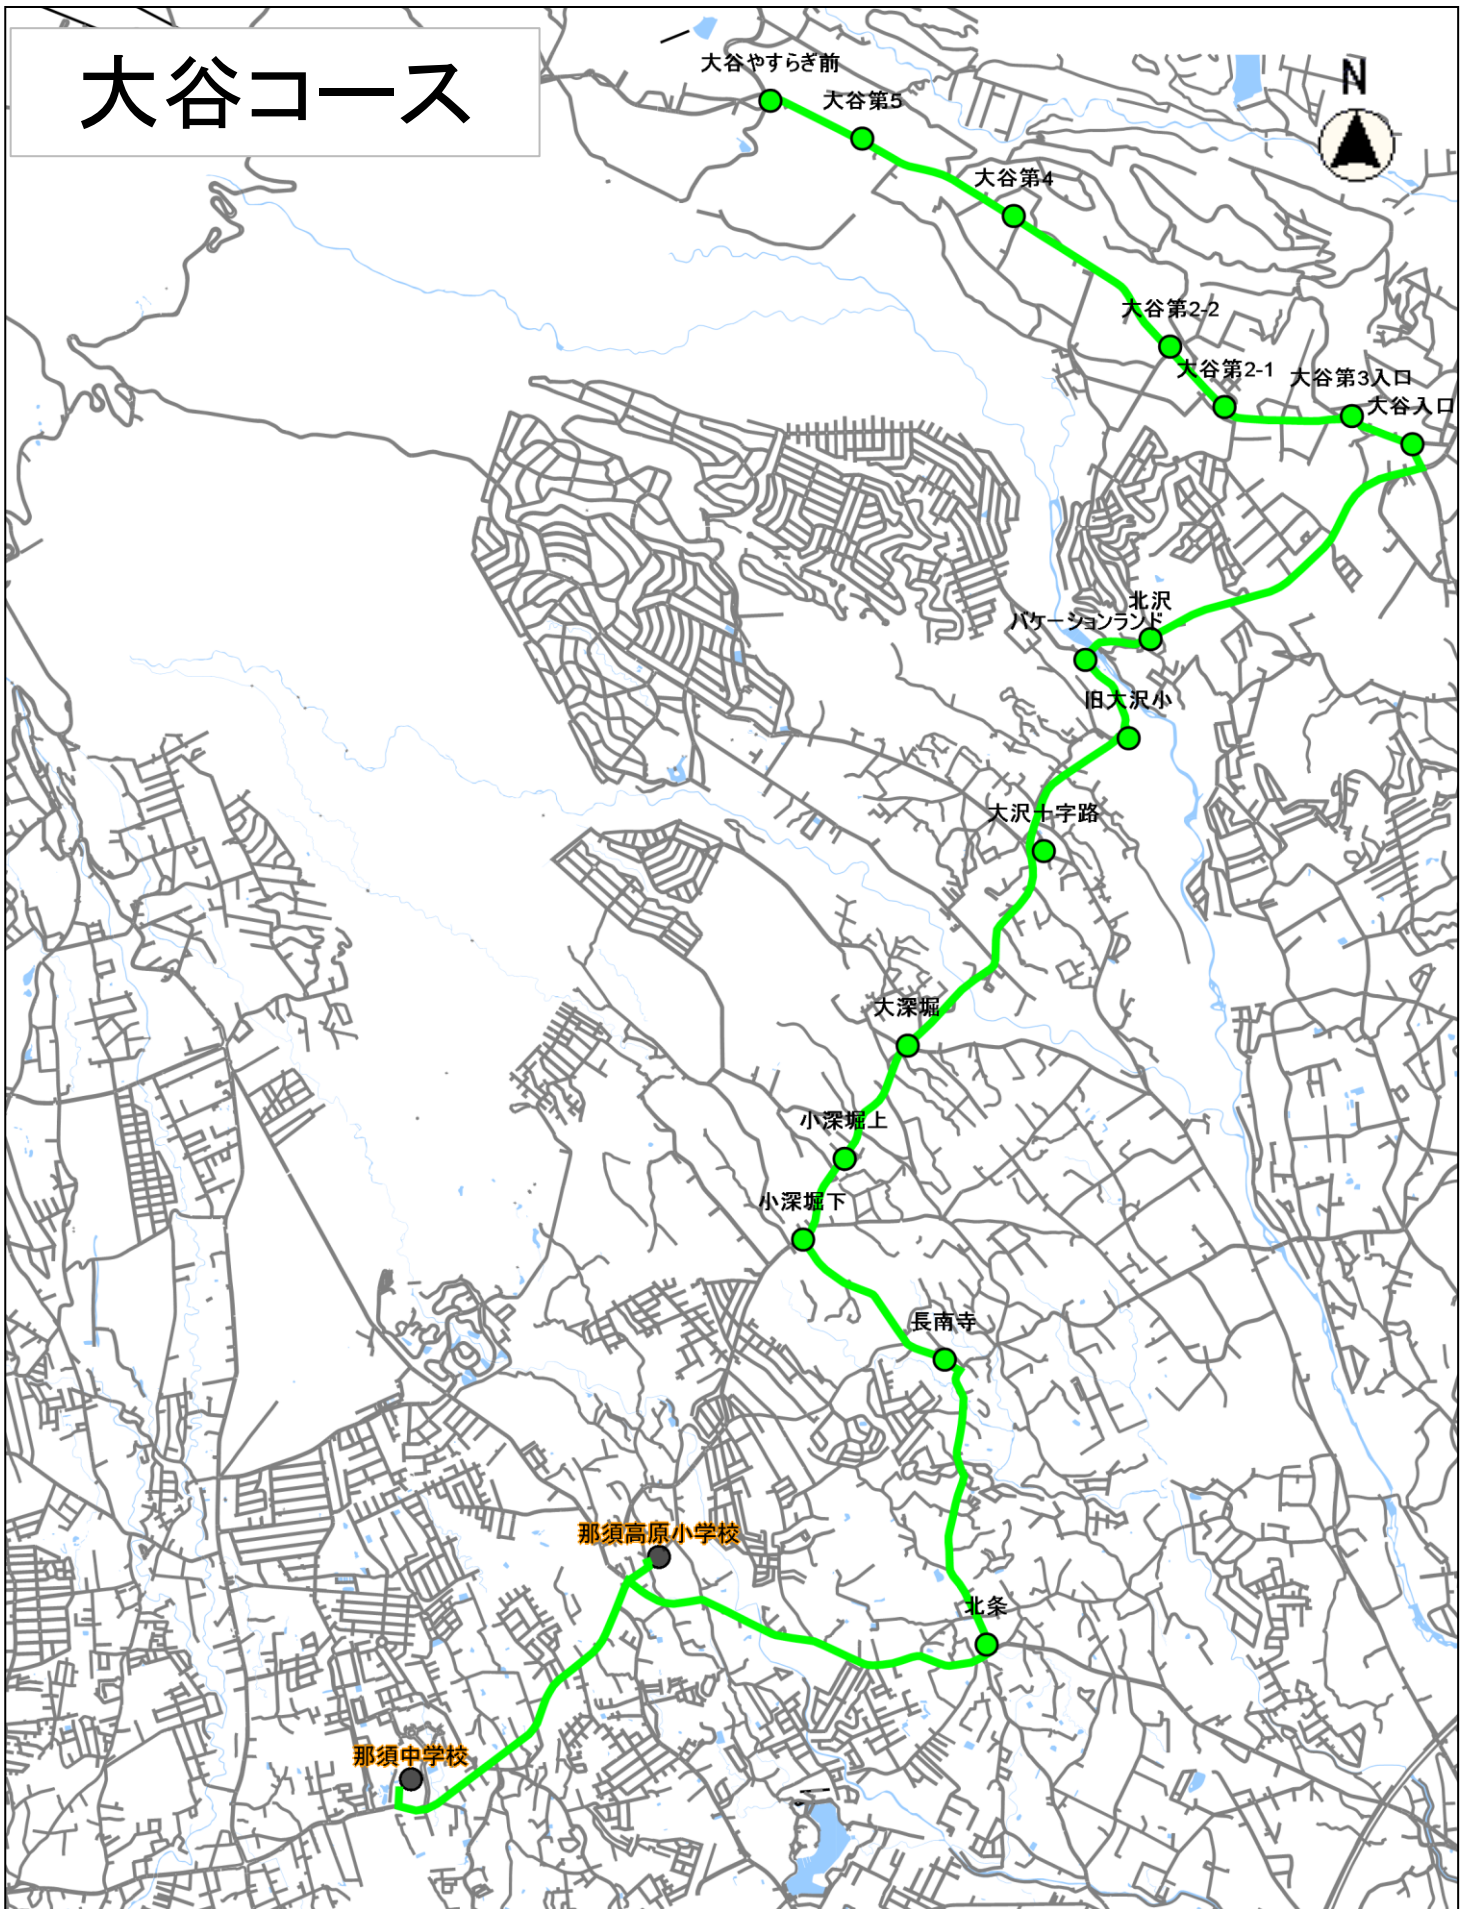 大谷コース
N
大谷やすらぎ前
大谷第5
大谷第4
大谷第2-2
大谷第2-1
大谷第3入口
大谷入口
北沢
バケーションランド
旧大沢小
大沢十字路
大深堀
小深堀上
小深堀下
長南寺
那須高原小学校
北条
那須中学校